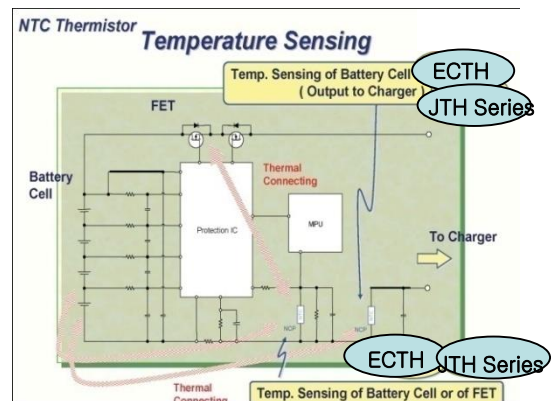 NTC Thermistor
Temperature Sensing
Temp. Sensing of Battery Cell
( Output to Charger )
ECTH
JTH Series
FET
Battery
Cell
Thermal
Connecting
Protection IC
MPU
To Charger
NTC
NTC
NCP
NCP
ECTH
JTH Series
Thermal
Connecting
Temp. Sensing of Battery Cell or of FET